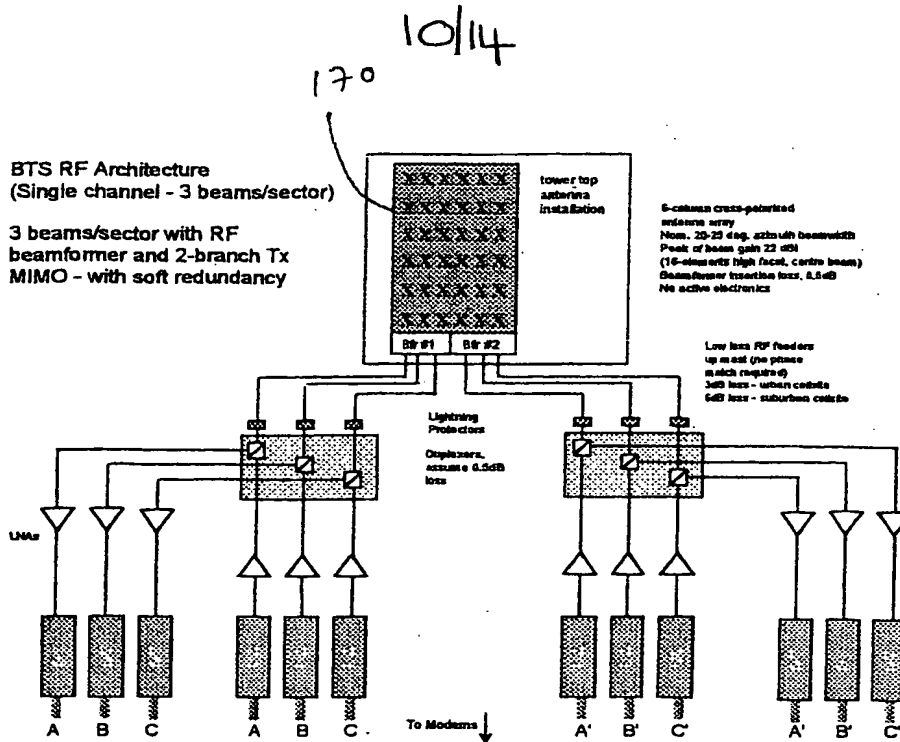 10/14
170
BTS RF Architecture
(Single channel - 3 beams/sector)
3 beams/sector with RF
beamformer and 2-branch Tx
MIMO - with soft redundancy
tower top
antenna
installation
6-column cross-polarized
antenna array
Nom. 20-25 deg. azimuth beamwidth
Peak of beam gain 22 dBi
(16-elements high facet, centre beam)
Beamformer insertion loss, 0.5dB
No active electronics
Bfr #1
Bfr #2
Low loss RF feeders
up mast (no phase
match required)
3dB loss - urban cellsite
6dB loss - suburban cellsite
Lightning
Protectors
Duplexers,
assume 0.5dB
loss
LNAs
A B C A B C A' B' C' A' B' C'
To Modems